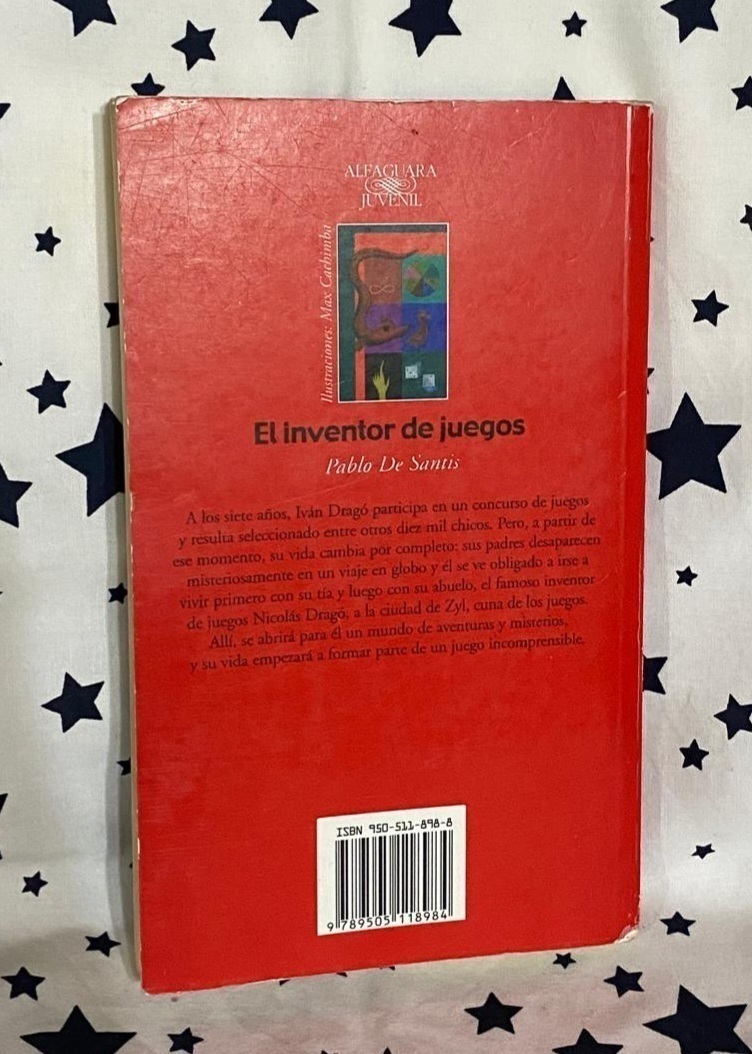 ALFAGUARA
JUVENIL
Ilustraciones: Max Cachimba
El inventor de juegos
Pablo De Santis
A los siete años, Iván Dragó participa en un concurso de juegos
y resulta seleccionado entre otros diez mil chicos. Pero, a partir de
ese momento, su vida cambia por completo: sus padres desaparecen
misteriosamente en un viaje en globo y él se ve obligado a irse a
vivir primero con su tía y luego con su abuelo, el famoso inventor
de juegos Nicolás Dragó, a la ciudad de Zyl, cuna de los juegos.
Allí, se abrirá para él un mundo de aventuras y misterios,
y su vida empezará a formar parte de un juego incomprensible.
ISBN 950-511-898-8
9 789505 118984